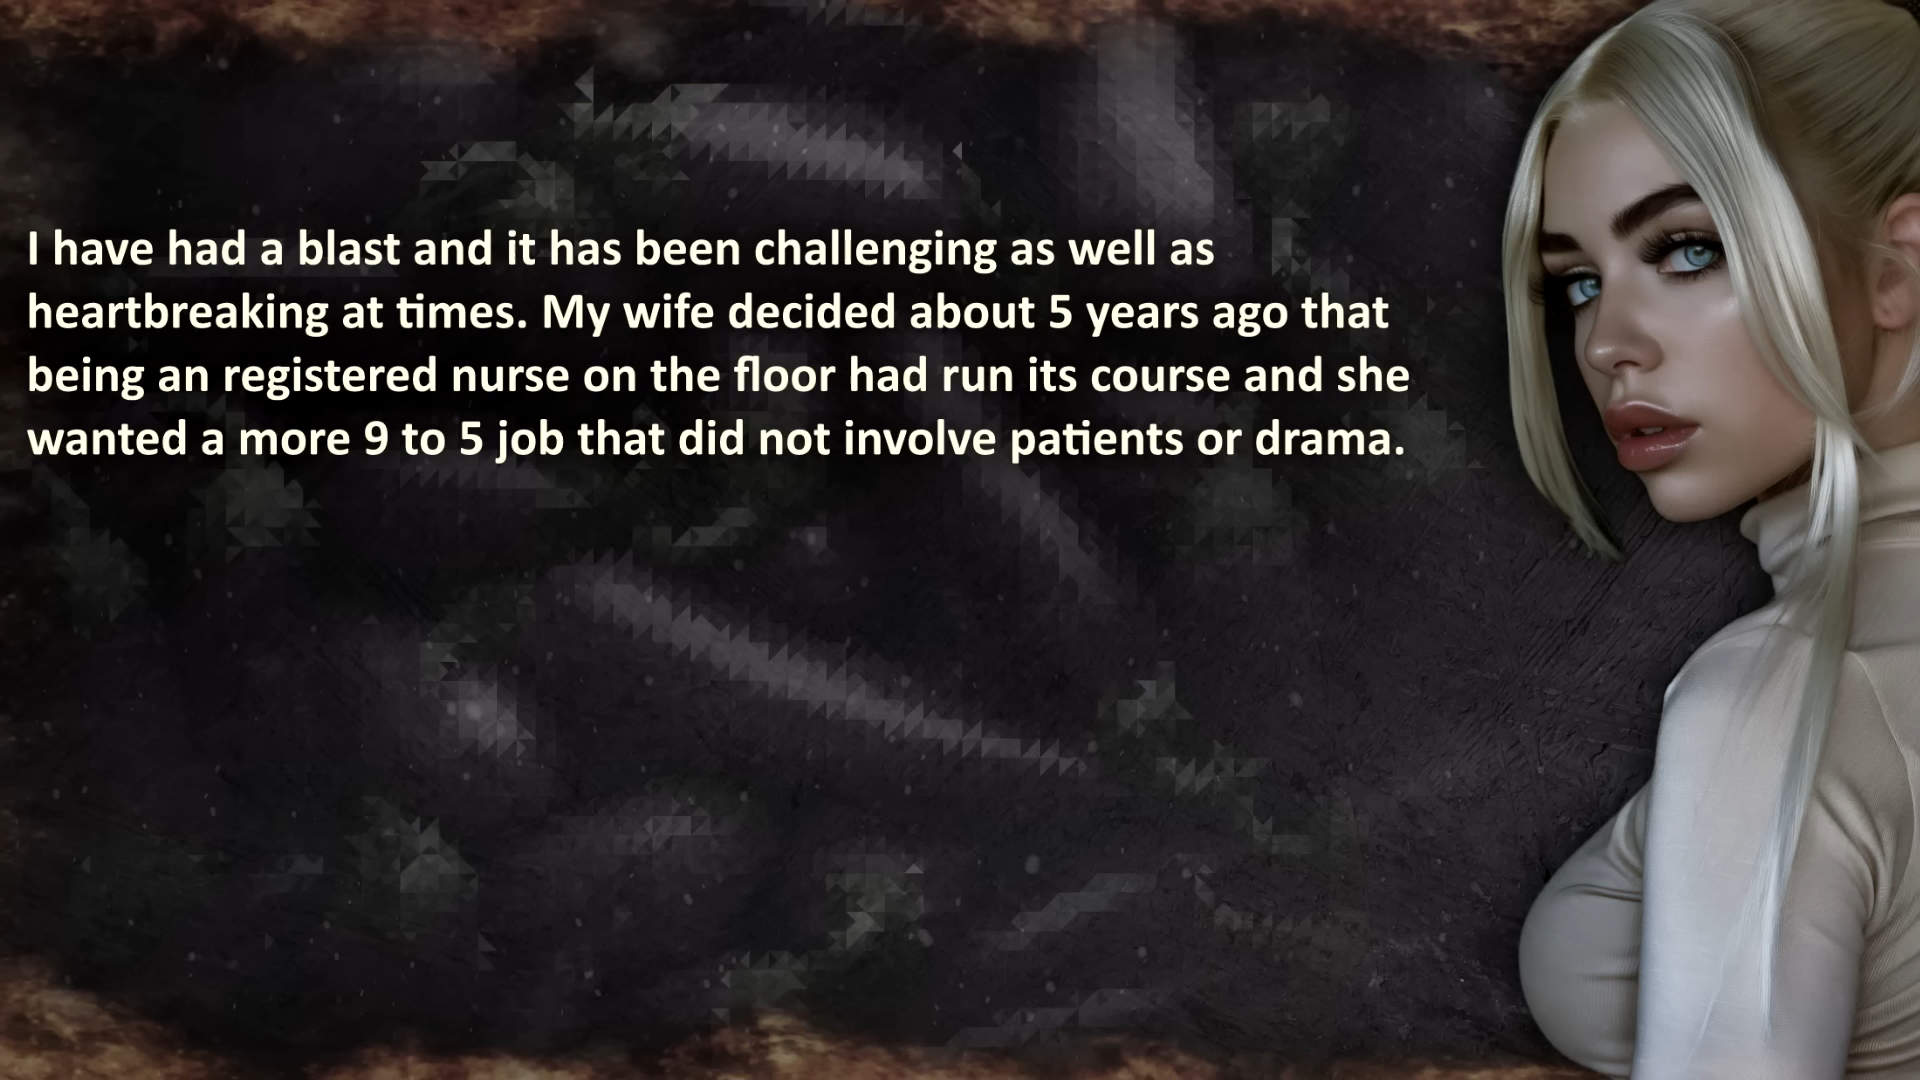 I have had a blast and it has been challenging as well as
heartbreaking at times. My wife decided about 5 years ago that
being an registered nurse on the floor had run its course and she
wanted a more 9 to 5 job that did not involve patients or drama.